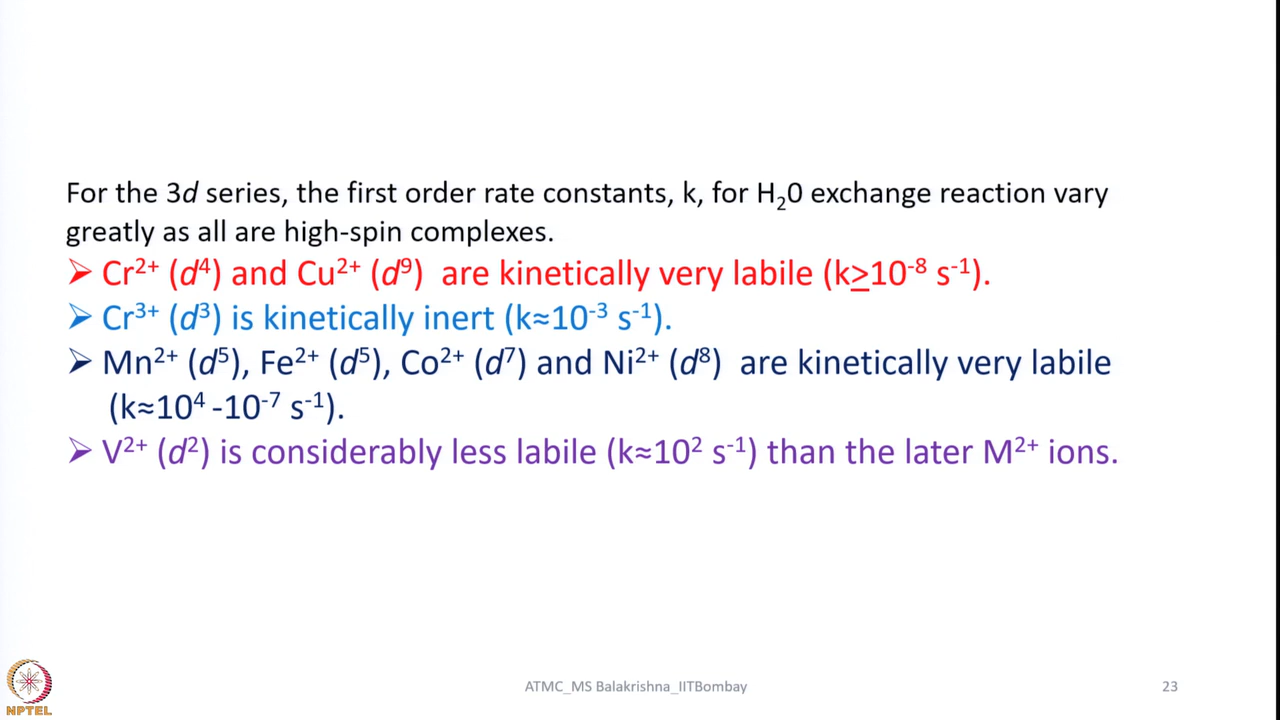 For the 3d series, the first order rate constants, k, for H₂0 exchange reaction vary
greatly as all are high-spin complexes.
➢ Cr²⁺ (d⁴) and Cu²⁺ (d⁹) are kinetically very labile (k≥10⁻⁸ s⁻¹).
➢ Cr³⁺ (d³) is kinetically inert (k≈10⁻³ s⁻¹).
➢ Mn²⁺ (d⁵), Fe²⁺ (d⁵), Co²⁺ (d⁷) and Ni²⁺ (d⁸) are kinetically very labile
(k≈10⁴ -10⁻⁷ s⁻¹).
➢ V²⁺ (d²) is considerably less labile (k≈10² s⁻¹) than the later M²⁺ ions.
NPTEL
ATMC_MS Balakrishna_IITBombay
23